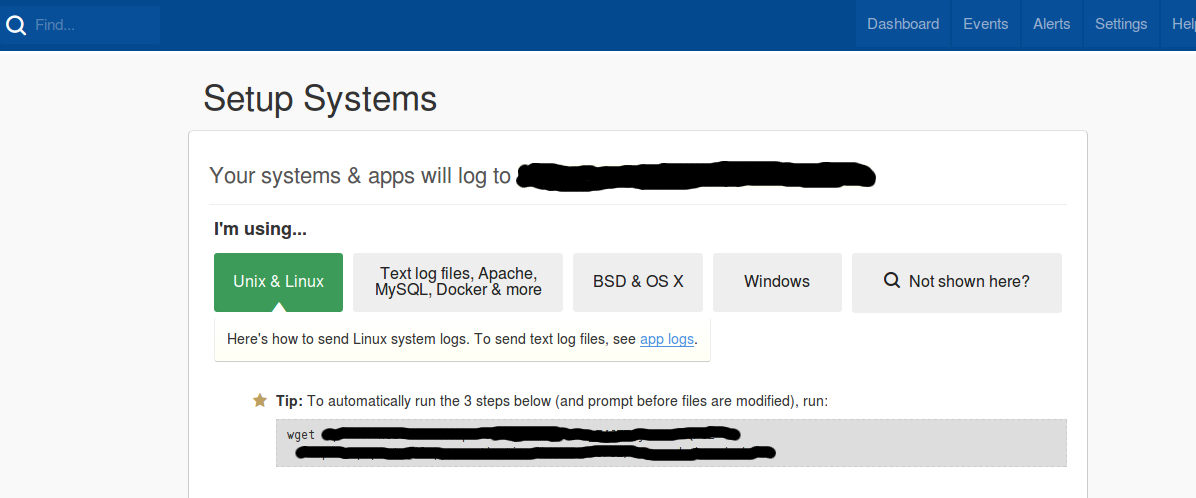 Find...
Dashboard Events Alerts Settings Help
Setup Systems
Your systems & apps will log to
I'm using...
Unix & Linux
Text log files, Apache,
MySQL, Docker & more
BSD & OS X
Windows
Not shown here?
Here's how to send Linux system logs. To send text log files, see app logs.
Tip: To automatically run the 3 steps below (and prompt before files are modified), run:
wget